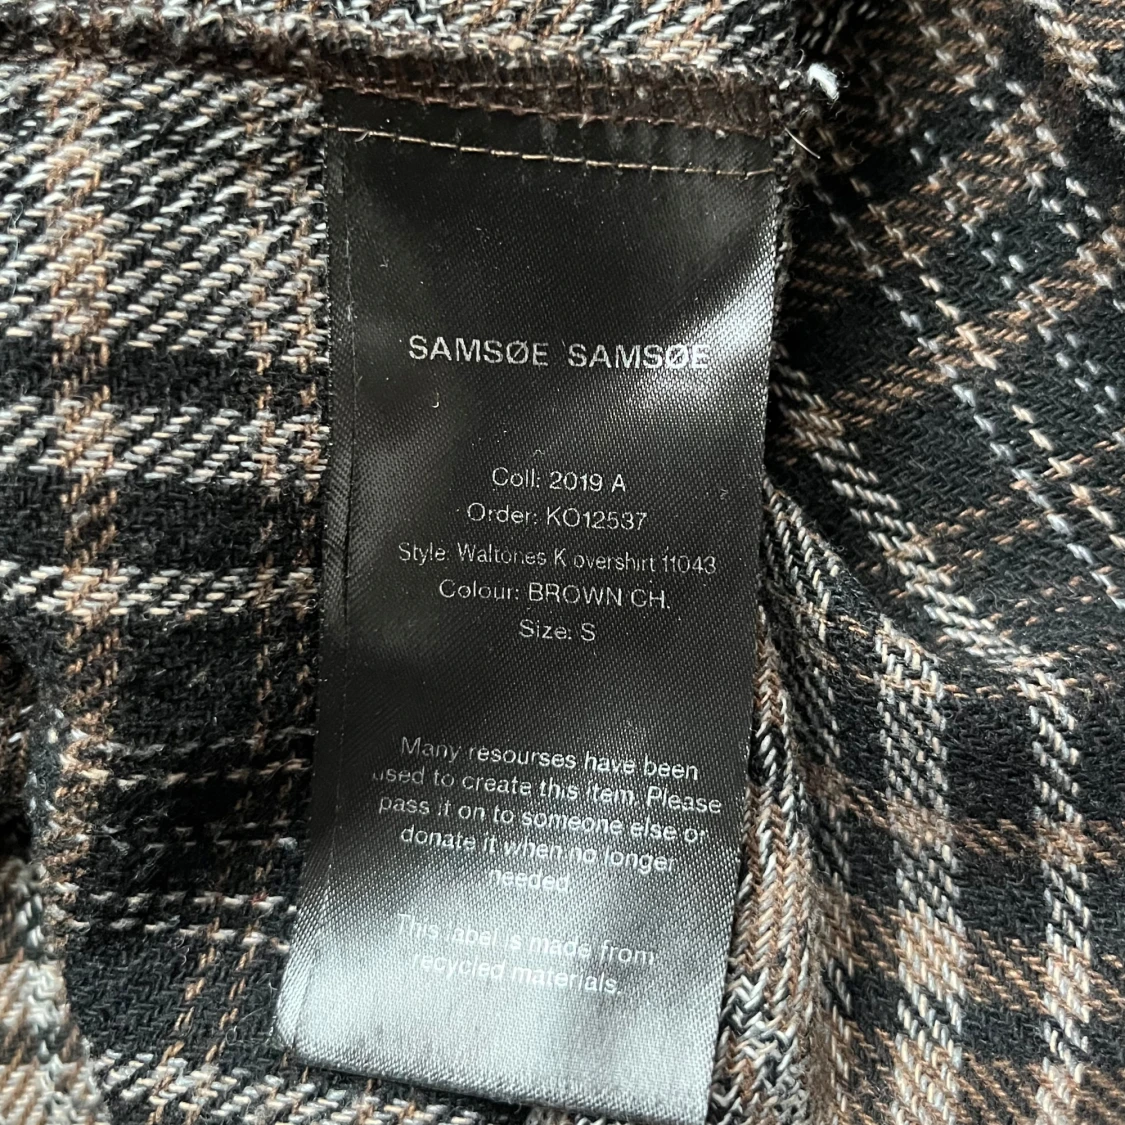 SAMSØE SAMSØE
Coll: 2019 A
Order: KO12537
Style: Waltones K overshirt 11043
Colour: BROWN CH.
Size: S
Many resourses have been
used to create this item. Please
pass it on to someone else or
donate it when no longer
needed.
This label is made from
recycled materials.